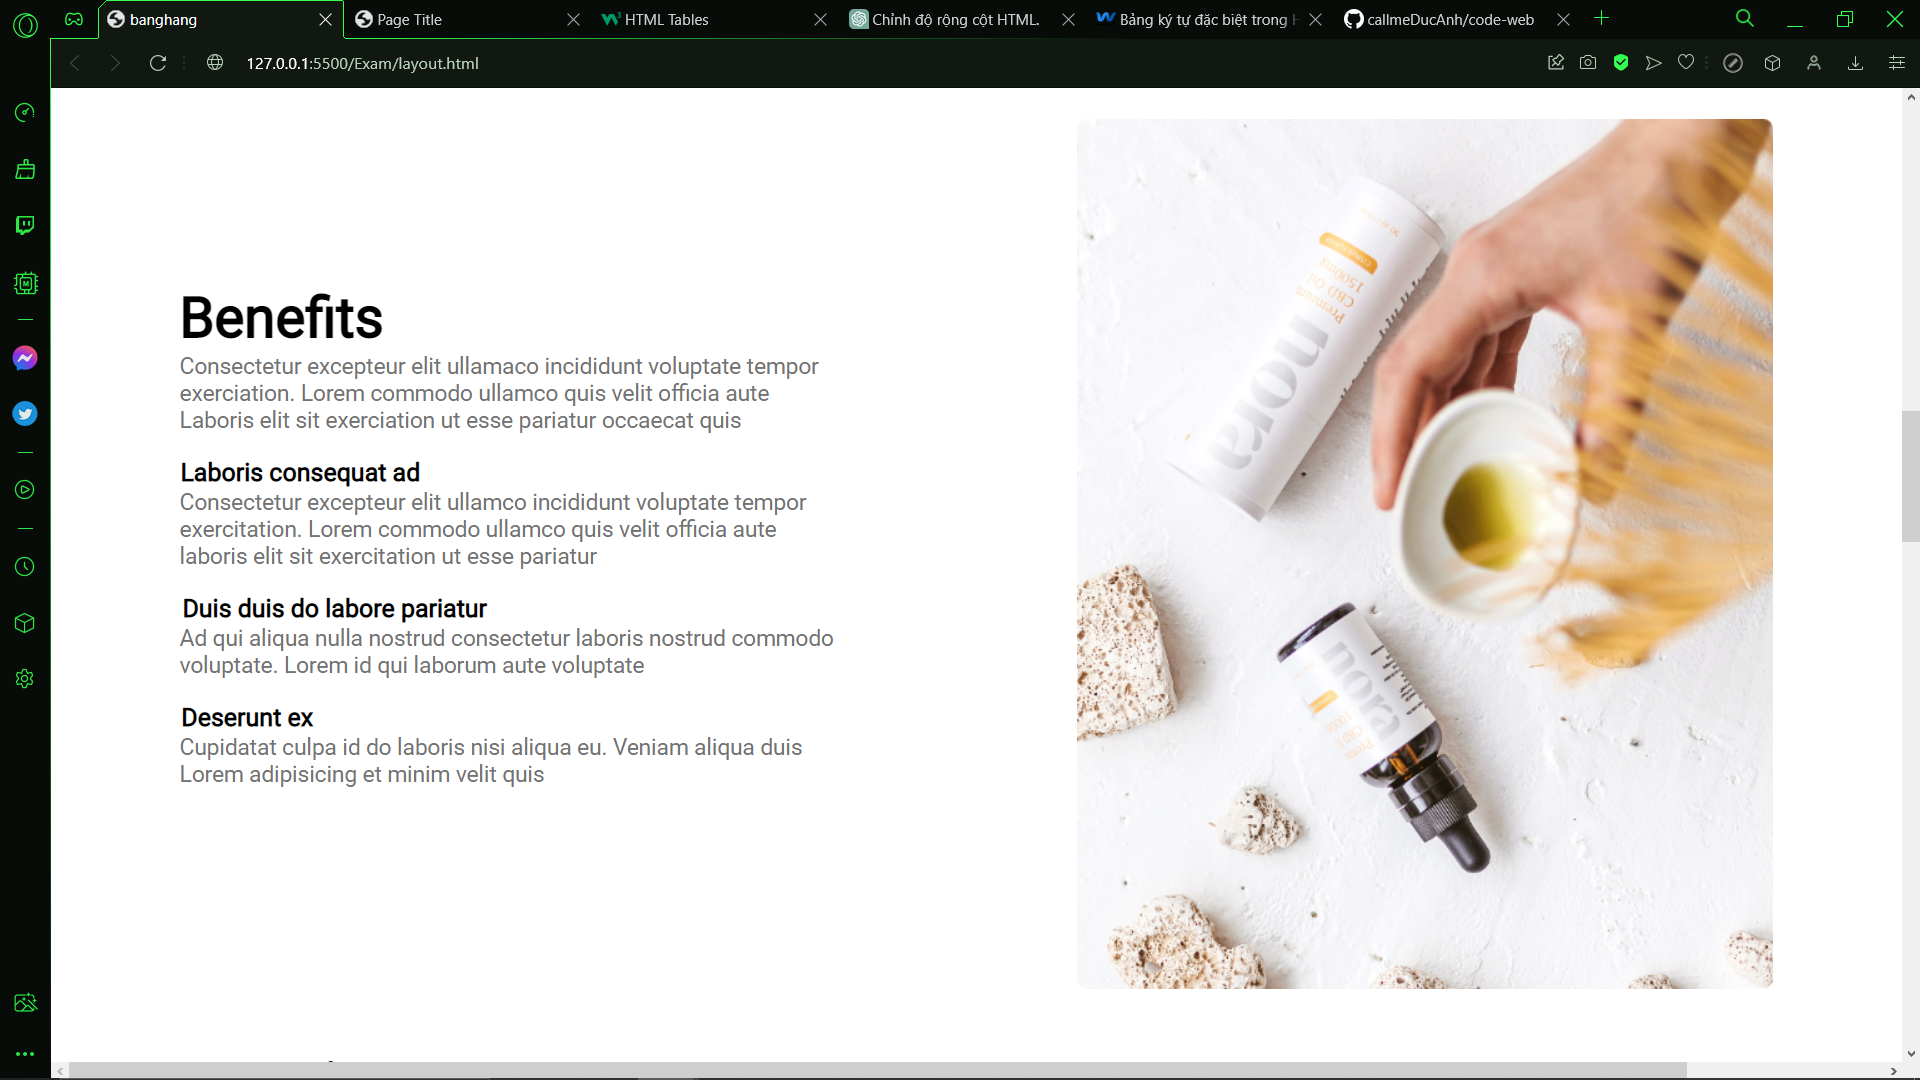 banghang
Page Title
HTML Tables
Chỉnh độ rộng cột HTML.
Bảng ký tự đặc biệt trong H
callmeDucAnh/code-web
127.0.0.1:5500/Exam/layout.html
Benefits
Consectetur excepteur elit ullamaco incididunt voluptate tempor
exerciation. Lorem commodo ullamco quis velit officia aute
Laboris elit sit exerciation ut esse pariatur occaecat quis
Laboris consequat ad
Consectetur excepteur elit ullamco incididunt voluptate tempor
exercitation. Lorem commodo ullamco quis velit officia aute
laboris elit sit exercitation ut esse pariatur
Duis duis do labore pariatur
Ad qui aliqua nulla nostrud consectetur laboris nostrud commodo
voluptate. Lorem id qui laborum aute voluptate
Deserunt ex
Cupidatat culpa id do laboris nisi aliqua eu. Veniam aliqua duis
Lorem adipisicing et minim velit quis
nora
Premium
CBD Oil
1500mg
nora